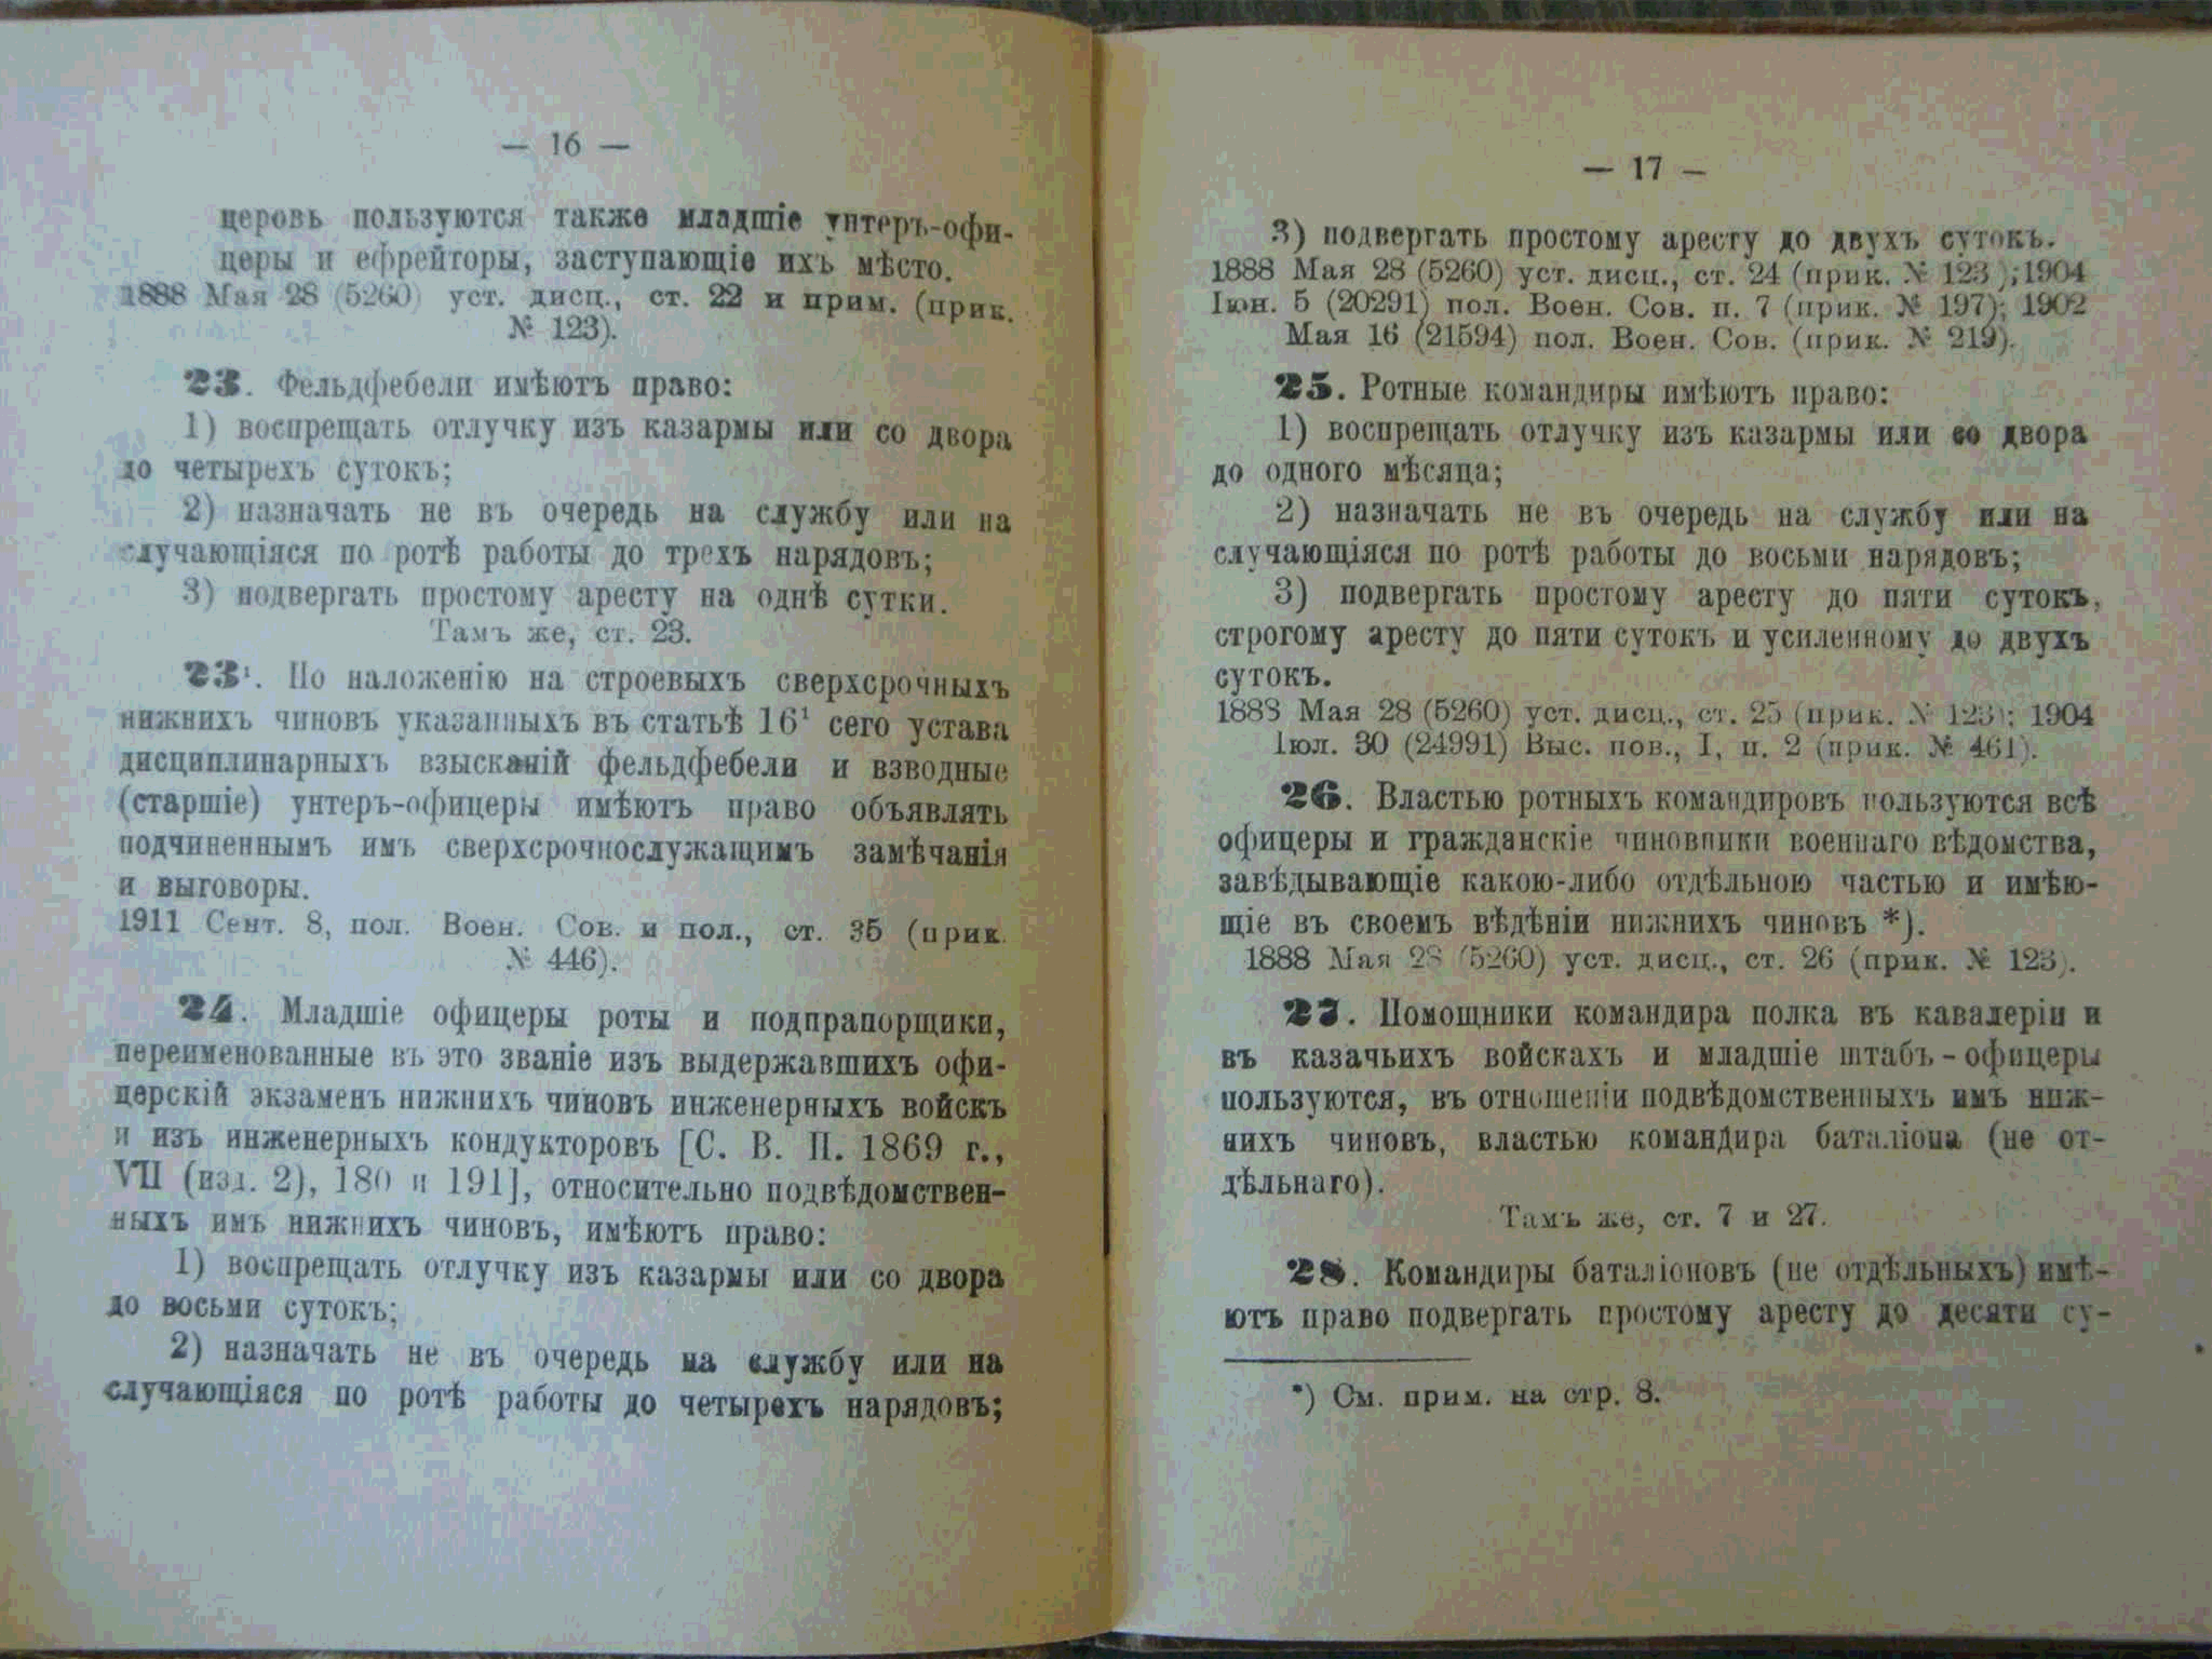 — 16 —
церовъ пользуются также младшіе унтеръ-офи-
церы и ефрейторы, заступающіе ихъ мѣсто.
1888 Мая 28 (5260) уст. дисц., ст. 22 и прим. (прик.
№ 123).
23. Фельдфебели имѣютъ право:
1) воспрещать отлучку изъ казармы или со двора
до четырехъ сутокъ;
2) назначать не въ очередь на службу или на
случающіяся по ротѣ работы до трехъ нарядовъ;
3) подвергать простому аресту на однѣ сутки.
Тамъ же, ст. 23.
23¹. По наложенію на строевыхъ сверхсрочныхъ
нижнихъ чиновъ указанныхъ въ статьѣ 16¹ сего устава
дисциплинарныхъ взысканій фельдфебели и взводные
(старшіе) унтеръ-офицеры имѣютъ право объявлять
подчиненнымъ имъ сверхсрочнослужащимъ замѣчанія
и выговоры.
1911 Сент. 8, пол. Воен. Сов. и пол., ст. 35 (прик.
№ 446).
24. Младшіе офицеры роты и подпрапорщики,
переименованные въ это званіе изъ выдержавшихъ офи-
церскій экзаменъ нижнихъ чиновъ инженерныхъ войскъ
и изъ инженерныхъ кондукторовъ [С. В. П. 1869 г.,
VII (изд. 2), 180 и 191], относительно подвѣдомствен-
ныхъ имъ нижнихъ чиновъ, имѣютъ право:
1) воспрещать отлучку изъ казармы или со двора
до восьми сутокъ;
2) назначать не въ очередь на службу или на
случающіяся по ротѣ работы до четырехъ нарядовъ;
— 17 —
3) подвергать простому аресту до двухъ сутокъ.
1888 Мая 28 (5260) уст. дисц., ст. 24 (прик. № 123); 1904
Іюн. 5 (20291) пол. Воен. Сов. п. 7 (прик. № 197); 1902
Мая 16 (21594) пол. Воен. Сов. (прик. № 219).
25. Ротные командиры имѣютъ право:
1) воспрещать отлучку изъ казармы или со двора
до одного мѣсяца;
2) назначать не въ очередь на службу или на
случающіяся по ротѣ работы до восьми нарядовъ;
3) подвергать простому аресту до пяти сутокъ,
строгому аресту до пяти сутокъ и усиленному до двухъ
сутокъ.
1888 Мая 28 (5260) уст. дисц., ст. 25 (прик. № 123); 1904
Іюл. 30 (24991) Выс. пов., I, п. 2 (прик. № 461).
26. Властью ротныхъ командировъ пользуются всѣ
офицеры и гражданскіе чиновники военнаго вѣдомства,
завѣдывающіе какою-либо отдѣльною частью и имѣю-
щіе въ своемъ вѣдѣніи нижнихъ чиновъ *).
1888 Мая 28 (5260) уст. дисц., ст. 26 (прик. № 123).
27. Помощники командира полка въ кавалеріи и
въ казачьихъ войскахъ и младшіе штабъ-офицеры
пользуются, въ отношеніи подвѣдомственныхъ имъ ниж-
нихъ чиновъ, властью командира баталіона (не от-
дѣльнаго).
Тамъ же, ст. 7 и 27.
28. Командиры баталіоновъ (не отдѣльныхъ) имѣ-
ютъ право подвергать простому аресту до десяти су-
*) См. прим. на стр. 8.